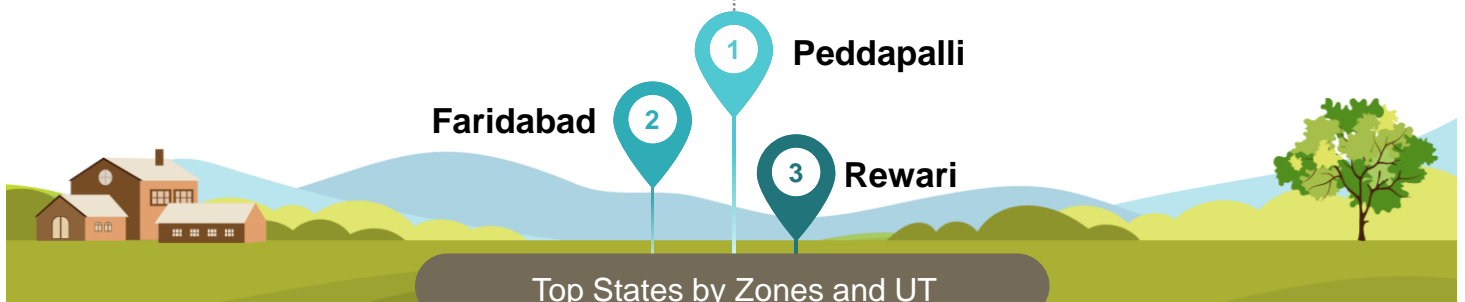 1
Peddapalli
Faridabad
2
3
Rewari
Top States by Zones and UT